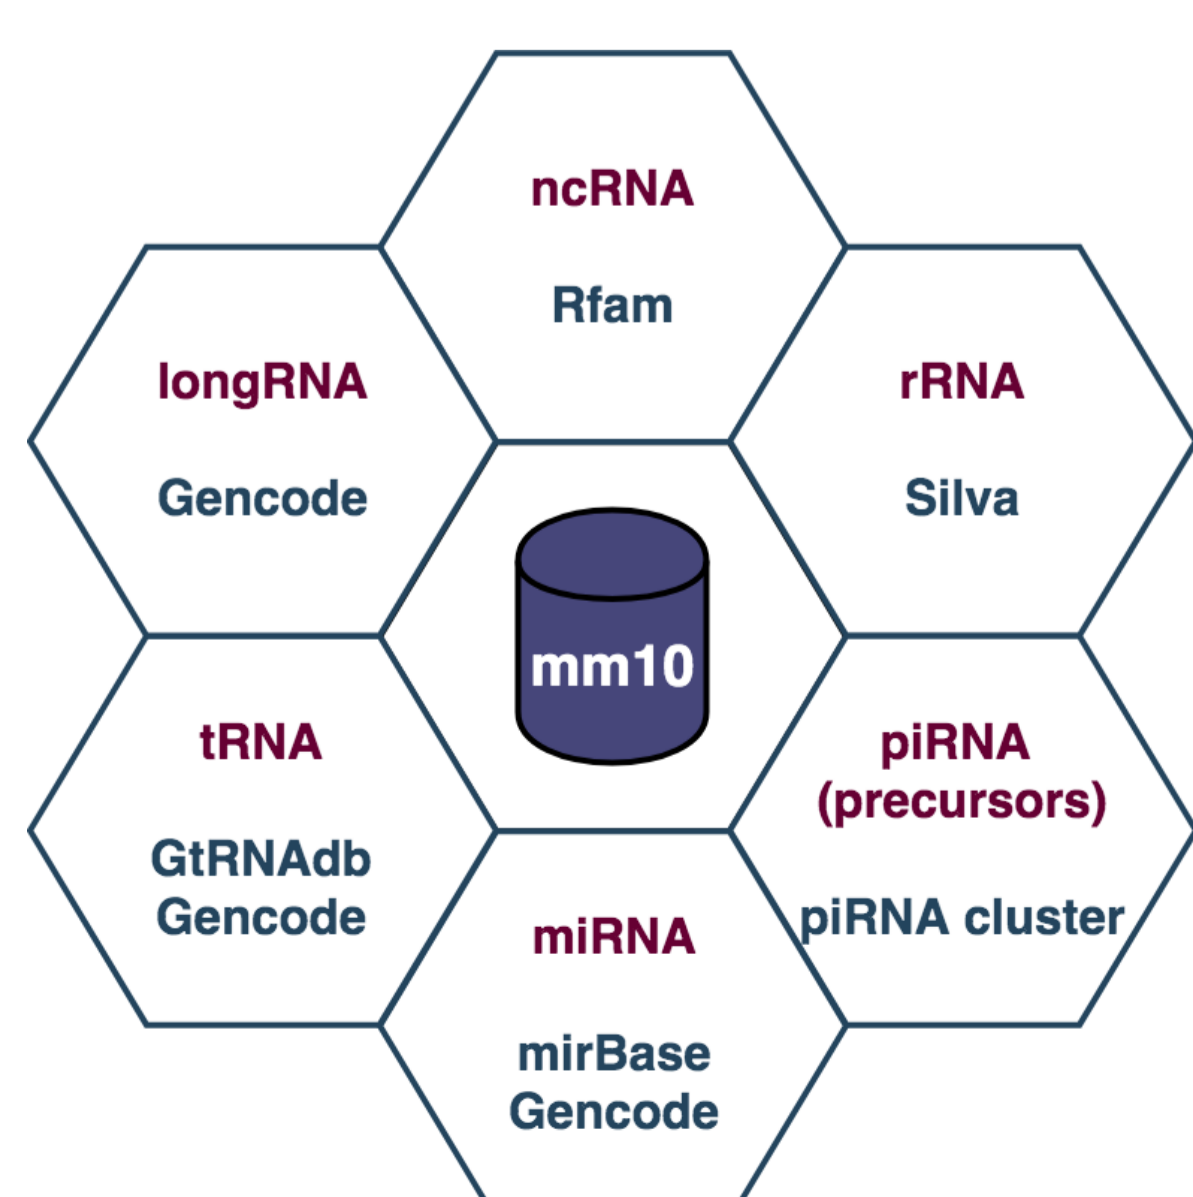 ncRNA
Rfam
longRNA
Gencode
rRNA
Silva
mm10
tRNA
GtRNAdb
Gencode
piRNA
(precursors)
piRNA cluster
miRNA
mirBase
Gencode